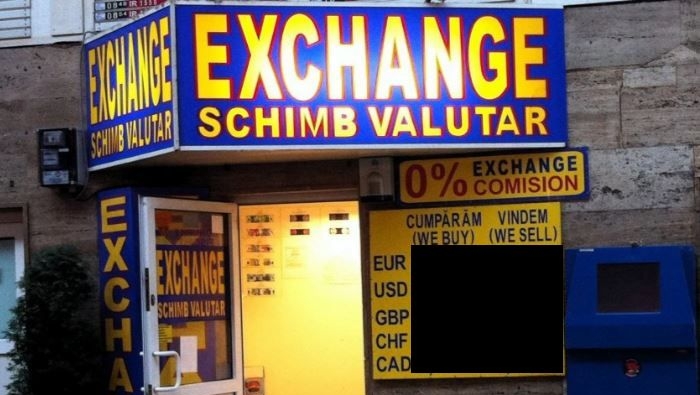 EXCHANGE
SCHIMB VALUTAR
EXCHANGE
SCHIMB VALUTAR
0% EXCHANGE
COMISION
CUMPĂRĂM VINDEM
(WE BUY) (WE SELL)
EUR
USD
GBP
CHF
CAD
EXCHA
EXCHANGE
SCHIMB VALUTAR